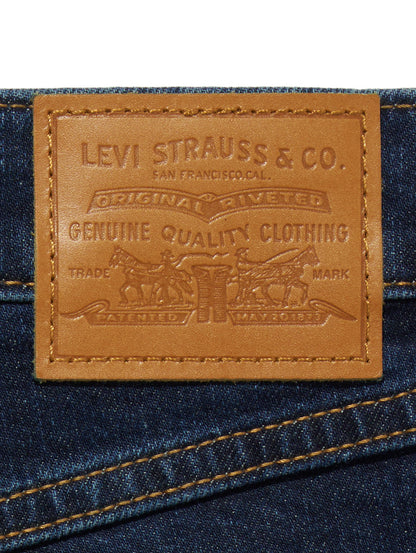 LEVI STRAUSS & CO.
SAN FRANCISCO, CAL.
ORIGINAL RIVETED
GENUINE QUALITY CLOTHING
TRADE MARK
PATENTED MAY 20 1873